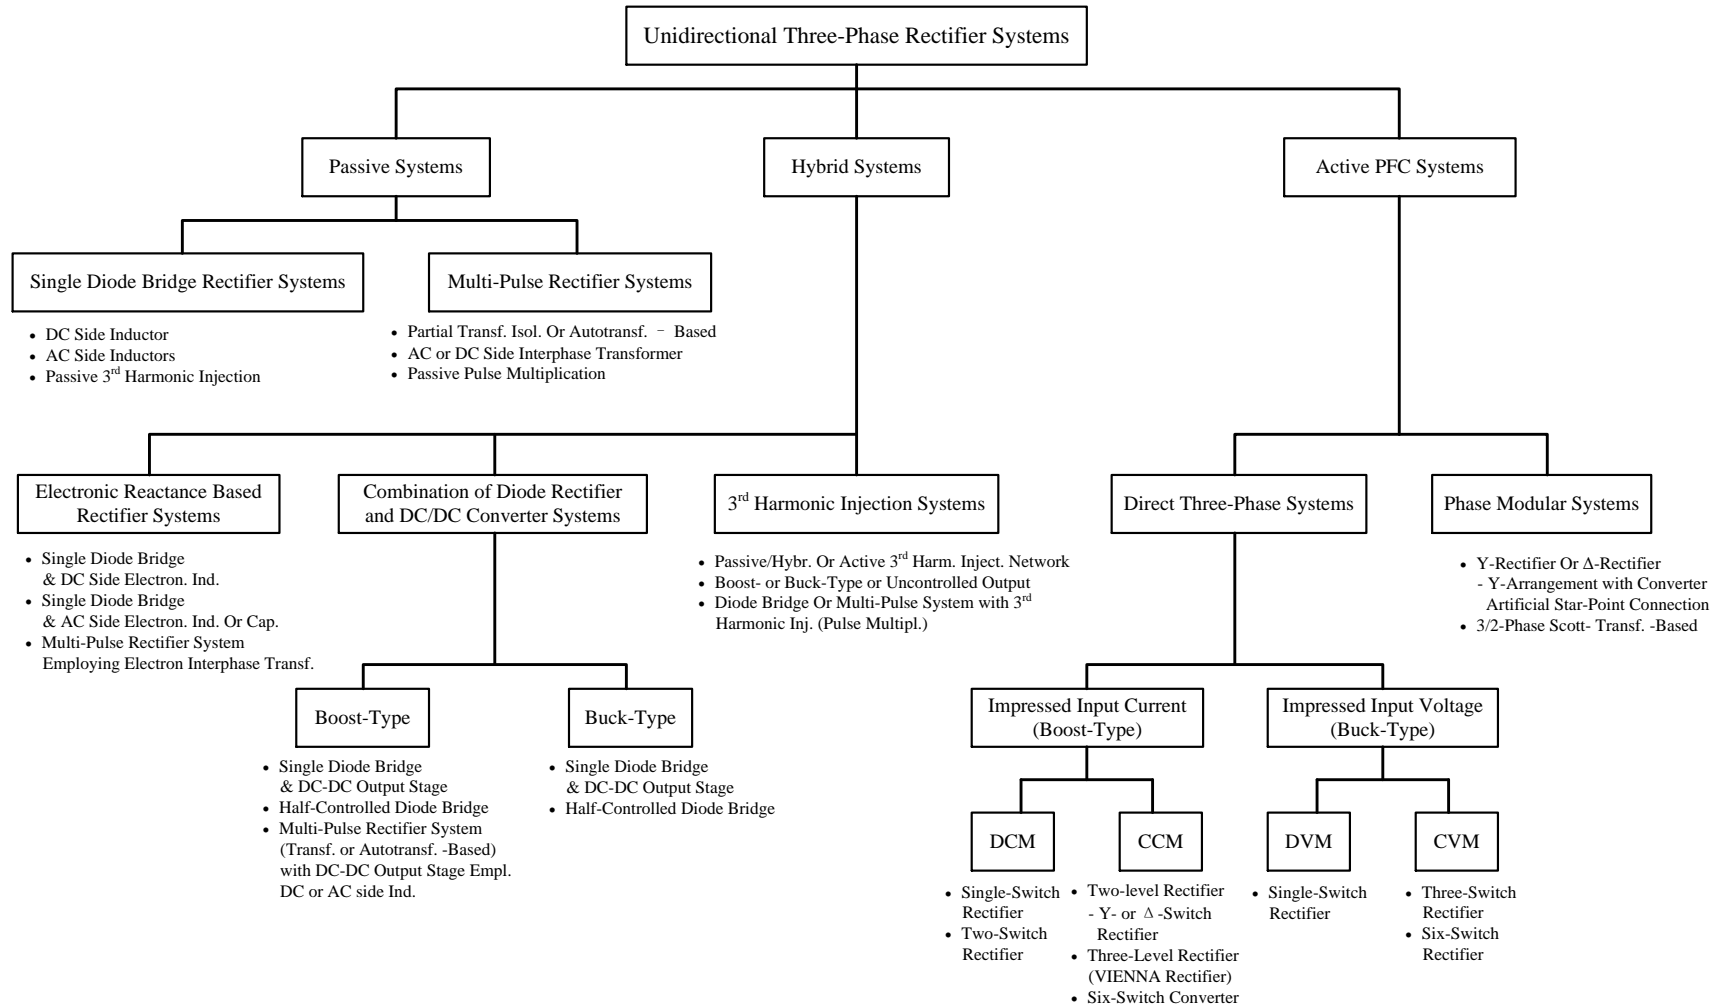 Unidirectional Three-Phase Rectifier Systems
Passive Systems
Hybrid Systems
Active PFC Systems
Single Diode Bridge Rectifier Systems
Multi-Pulse Rectifier Systems
• DC Side Inductor
• AC Side Inductors
• Passive 3rd Harmonic Injection
• Partial Transf. Isol. Or Autotransf. － Based
• AC or DC Side Interphase Transformer
• Passive Pulse Multiplication
Electronic Reactance Based
Rectifier Systems
Combination of Diode Rectifier
and DC/DC Converter Systems
3rd Harmonic Injection Systems
Direct Three-Phase Systems
Phase Modular Systems
• Single Diode Bridge
& DC Side Electron. Ind.
• Single Diode Bridge
& AC Side Electron. Ind. Or Cap.
• Multi-Pulse Rectifier System
Employing Electron Interphase Transf.
• Passive/Hybr. Or Active 3rd Harm. Inject. Network
• Boost- or Buck-Type or Uncontrolled Output
• Diode Bridge Or Multi-Pulse System with 3rd
Harmonic Inj. (Pulse Multipl.)
• Y-Rectifier Or Δ-Rectifier
- Y-Arrangement with Converter
Artificial Star-Point Connection
• 3/2-Phase Scott- Transf. -Based
Boost-Type
Buck-Type
Impressed Input Current
(Boost-Type)
Impressed Input Voltage
(Buck-Type)
• Single Diode Bridge
& DC-DC Output Stage
• Half-Controlled Diode Bridge
• Multi-Pulse Rectifier System
(Transf. or Autotransf. -Based)
with DC-DC Output Stage Empl.
DC or AC side Ind.
• Single Diode Bridge
& DC-DC Output Stage
• Half-Controlled Diode Bridge
DCM
CCM
DVM
CVM
• Single-Switch
Rectifier
• Two-Switch
Rectifier
• Two-level Rectifier
- Y- or Δ-Switch
Rectifier
• Three-Level Rectifier
(VIENNA Rectifier)
• Six-Switch Converter
• Single-Switch
Rectifier
• Three-Switch
Rectifier
• Six-Switch
Rectifier